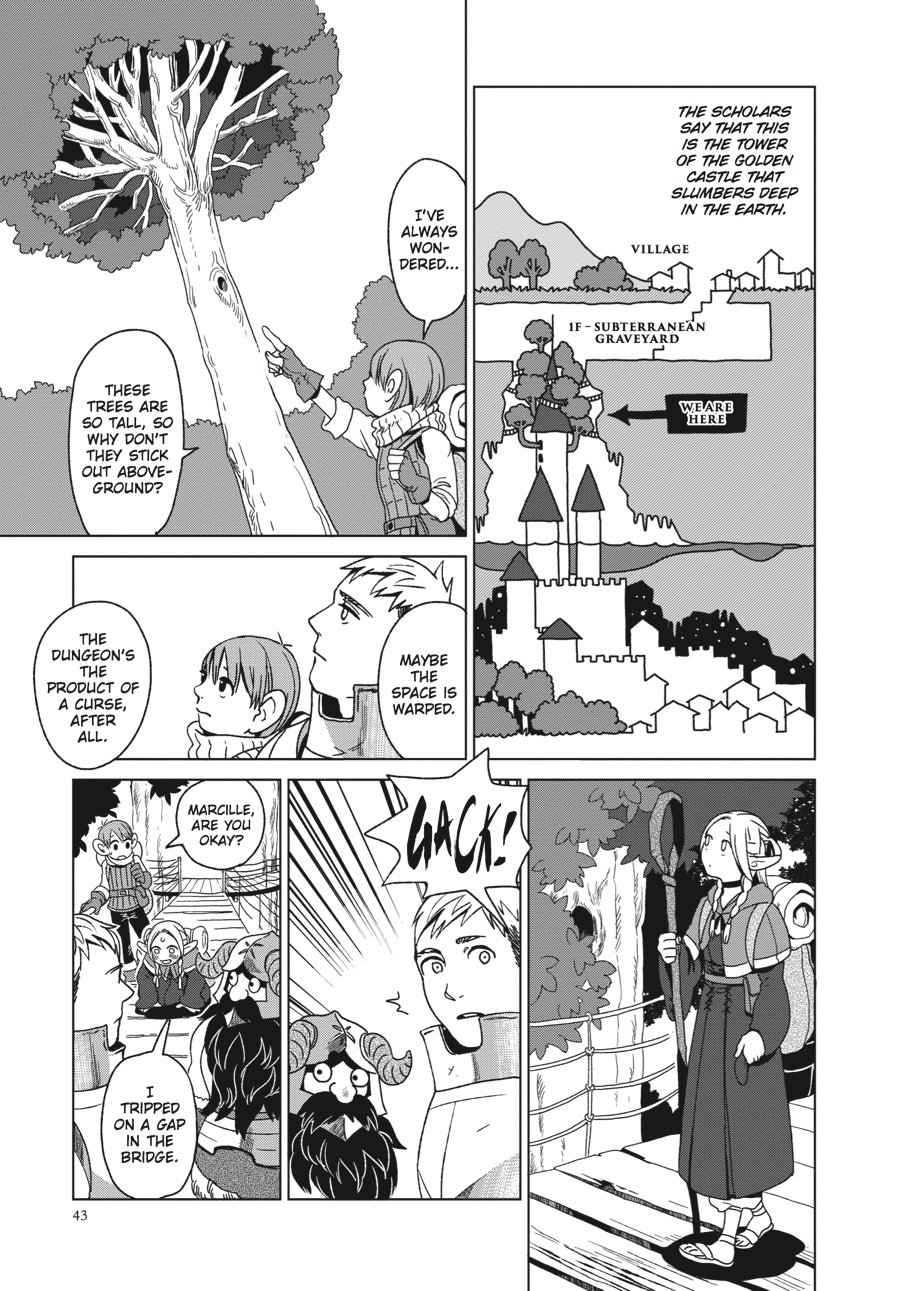 THE SCHOLARS
SAY THAT THIS
IS THE TOWER
OF THE GOLDEN
CASTLE THAT
SLUMBERS DEEP
IN THE EARTH.
VILLAGE
1F – SUBTERRANEAN
GRAVEYARD
WE ARE
HERE
I'VE
ALWAYS
WON-
DERED...
THESE
TREES ARE
SO TALL, SO
WHY DON'T
THEY STICK
OUT ABOVE-
GROUND?
MAYBE
THE
SPACE IS
WARPED.
THE
DUNGEON'S
THE
PRODUCT OF
A CURSE,
AFTER
ALL.
GACK!
MARCILLE,
ARE YOU
OKAY?
I
TRIPPED
ON A GAP
IN THE
BRIDGE.
43